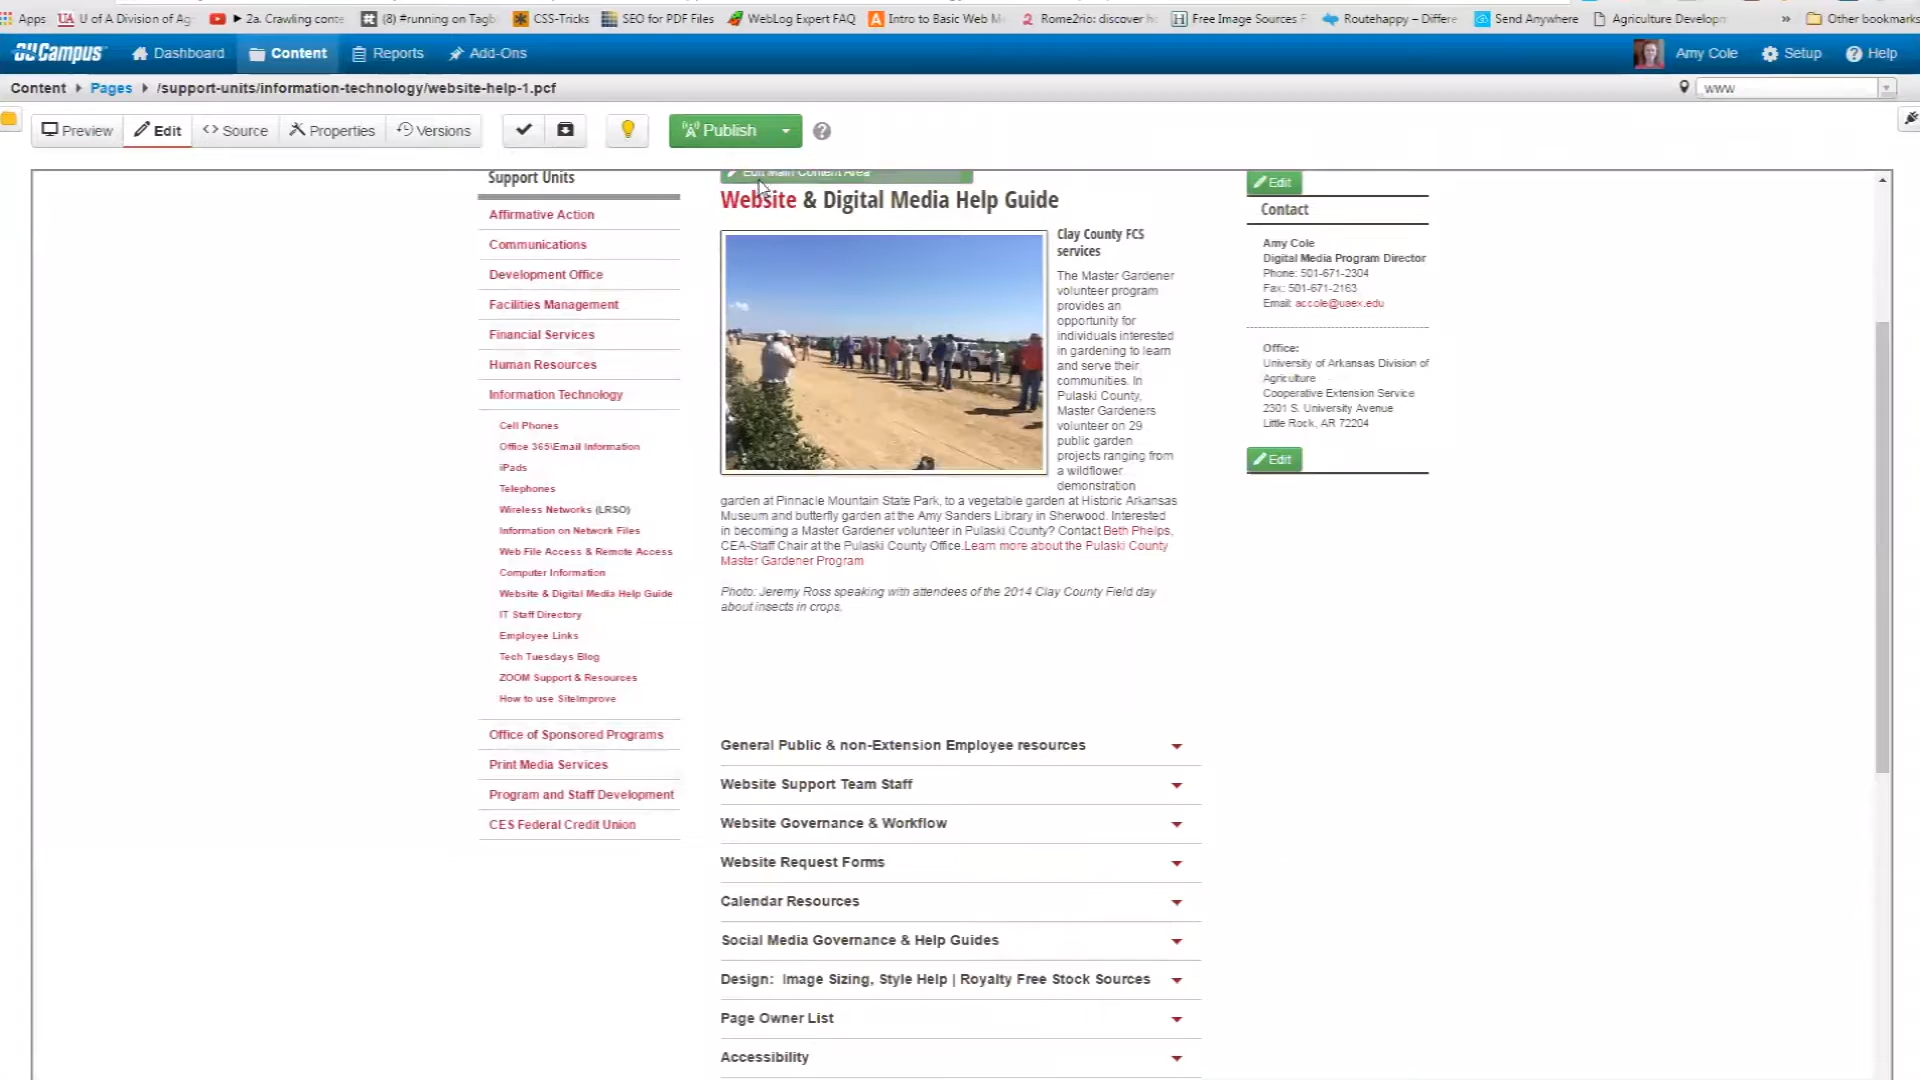 Apps
U of A Division of Ag
2a. Crawling conte
(8) #running on Tagb
CSS-Tricks
SEO for PDF Files
WebLog Expert FAQ
Intro to Basic Web M
Rome2rio: discover h
Free Image Sources F
Routehappy – Differe
Send Anywhere
Agriculture Developm
»
Other bookmarks
OU Campus
Dashboard
Content
Reports
Add-Ons
Amy Cole
Setup
Help
Content
Pages
/support-units/information-technology/website-help-1.pcf
www
Preview
Edit
<> Source
Properties
Versions
Publish
Support Units
Affirmative Action
Communications
Development Office
Facilities Management
Financial Services
Human Resources
Information Technology
Cell Phones
Office 365\Email Information
iPads
Telephones
Wireless Networks (LRSO)
Information on Network Files
Web File Access & Remote Access
Computer Information
Website & Digital Media Help Guide
IT Staff Directory
Employee Links
Tech Tuesdays Blog
ZOOM Support & Resources
How to use SiteImprove
Office of Sponsored Programs
Print Media Services
Program and Staff Development
CES Federal Credit Union
Edit Main Content Area
Website & Digital Media Help Guide
Clay County FCS
services
The Master Gardener
volunteer program
provides an
opportunity for
individuals interested
in gardening to learn
and serve their
communities. In
Pulaski County,
Master Gardeners
volunteer on 29
public garden
projects ranging from
a wildflower
demonstration
garden at Pinnacle Mountain State Park, to a vegetable garden at Historic Arkansas
Museum and butterfly garden at the Amy Sanders Library in Sherwood. Interested
in becoming a Master Gardener volunteer in Pulaski County? Contact Beth Phelps,
CEA-Staff Chair at the Pulaski County Office.Learn more about the Pulaski County
Master Gardener Program
Photo: Jeremy Ross speaking with attendees of the 2014 Clay County Field day
about insects in crops.
General Public & non-Extension Employee resources
Website Support Team Staff
Website Governance & Workflow
Website Request Forms
Calendar Resources
Social Media Governance & Help Guides
Design: Image Sizing, Style Help | Royalty Free Stock Sources
Page Owner List
Accessibility
Edit
Contact
Amy Cole
Digital Media Program Director
Phone: 501-671-2304
Fax: 501-671-2163
Email: accole@uaex.edu
Office:
University of Arkansas Division of
Agriculture
Cooperative Extension Service
2301 S. University Avenue
Little Rock, AR 72204
Edit